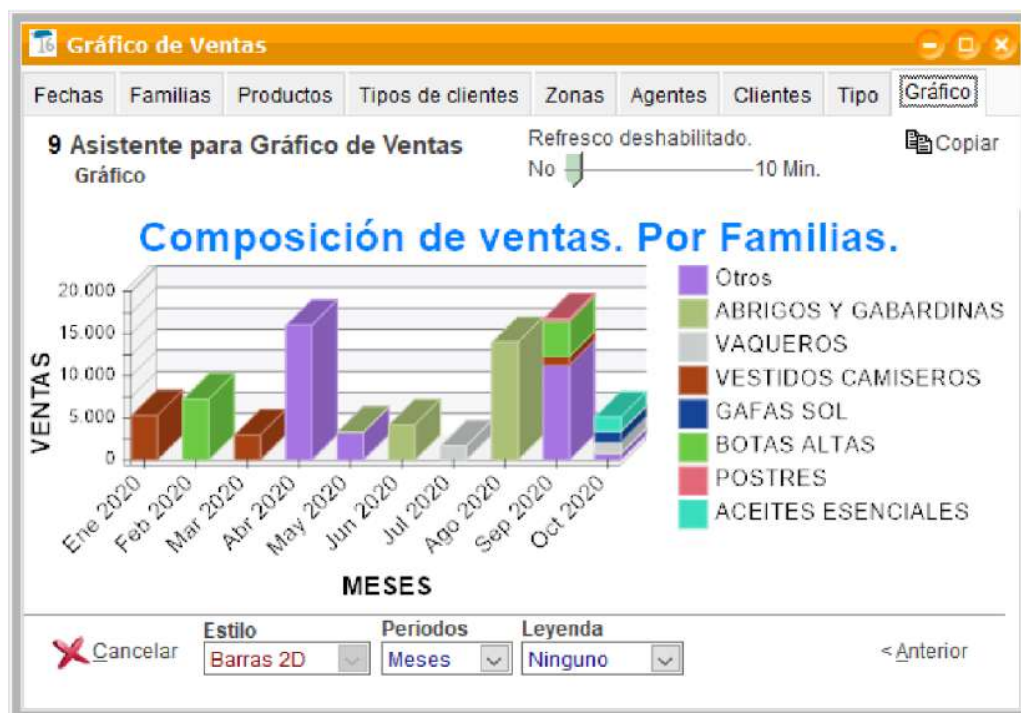 16 Gráfico de Ventas
Fechas Familias Productos Tipos de clientes Zonas Agentes Clientes Tipo Gráfico
9 Asistente para Gráfico de Ventas
Gráfico
Refresco deshabilitado.
No 10 Min.
Copiar
Composición de ventas. Por Familias.
VENTAS
20.000
15.000
10.000
5.000
0
Ene 2020
Feb 2020
Mar 2020
Abr 2020
May 2020
Jun 2020
Jul 2020
Ago 2020
Sep 2020
Oct 2020
MESES
Otros
ABRIGOS Y GABARDINAS
VAQUEROS
VESTIDOS CAMISEROS
GAFAS SOL
BOTAS ALTAS
POSTRES
ACEITES ESENCIALES
Cancelar
Estilo
Barras 2D
Periodos
Meses
Leyenda
Ninguno
< Anterior